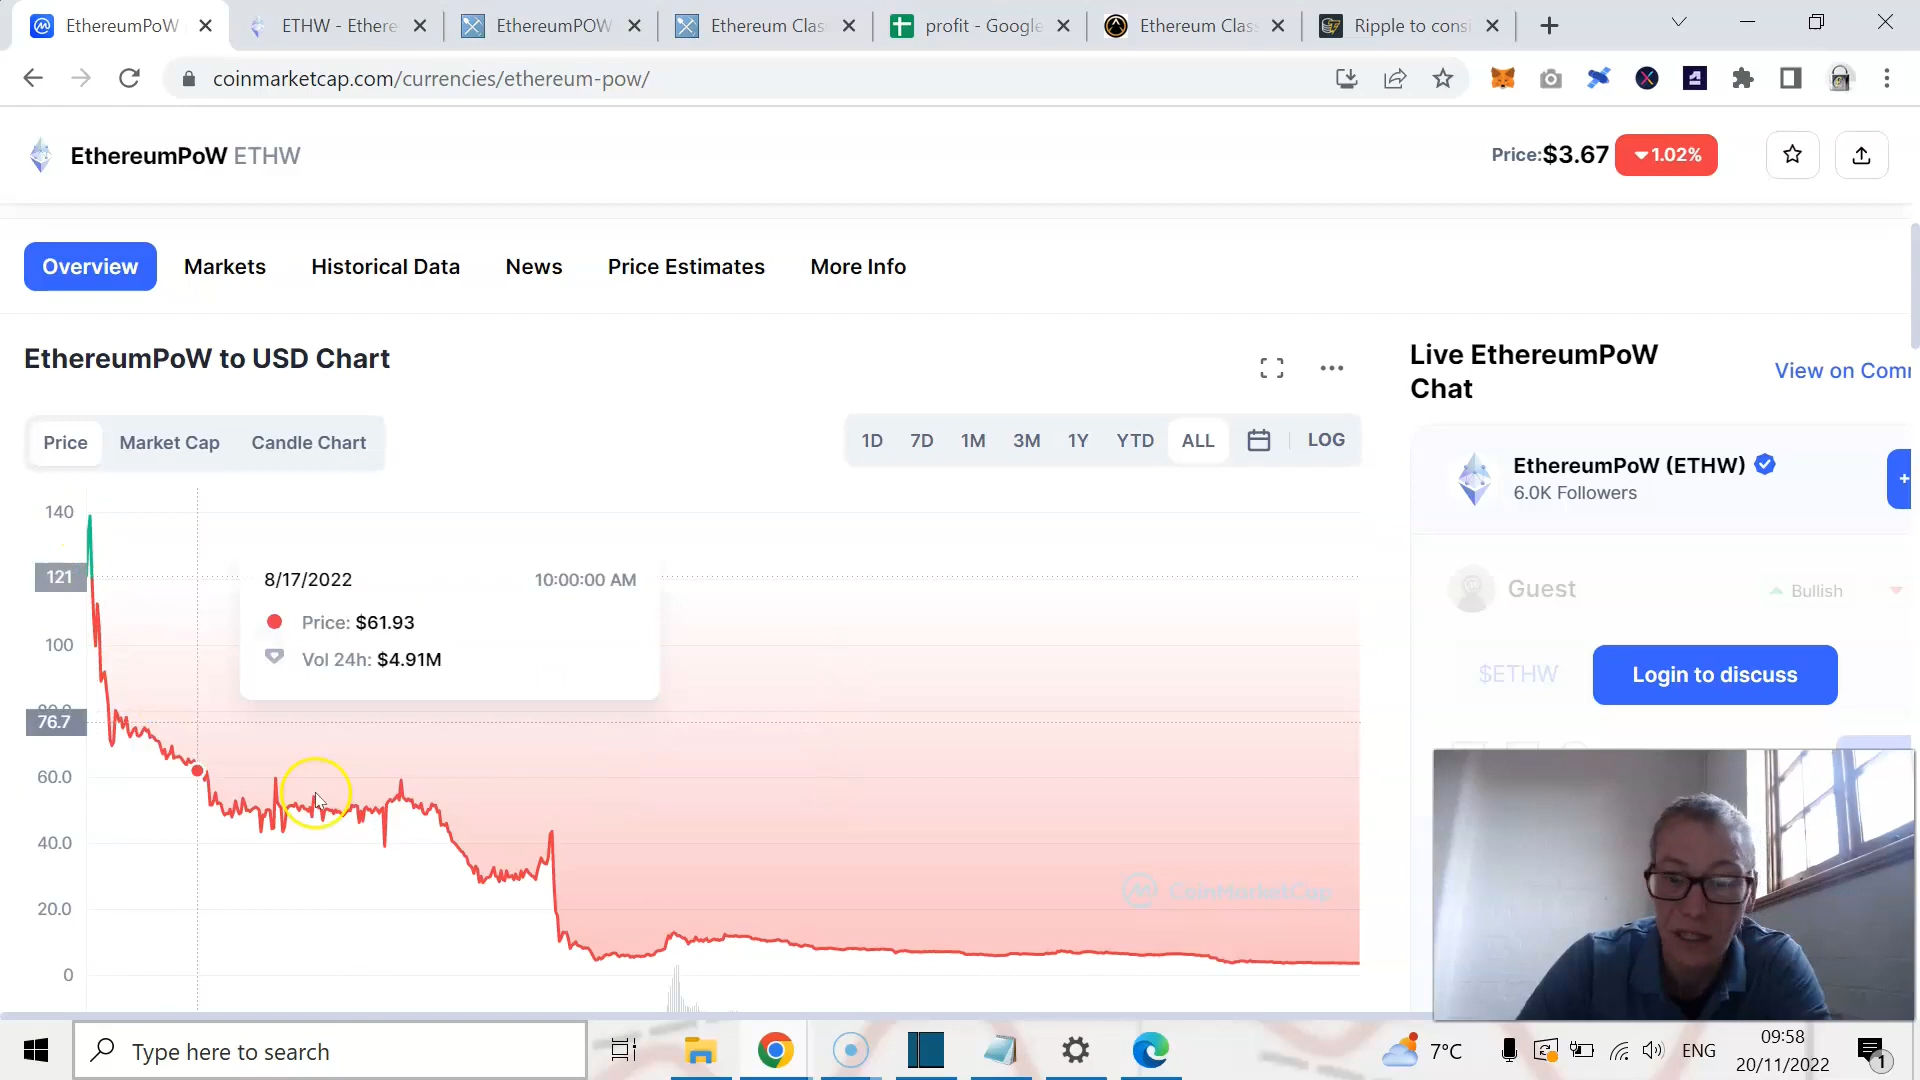 EthereumPoW
ETHW - Ethere
EthereumPOW
Ethereum Clas
profit - Google
Ethereum Clas
Ripple to consi
coinmarketcap.com/currencies/ethereum-pow/
EthereumPoW ETHW
Price:$3.67 1.02%
Overview Markets Historical Data News Price Estimates More Info
EthereumPoW to USD Chart
Live EthereumPoW
Chat
View on Comm
Price Market Cap Candle Chart
1D 7D 1M 3M 1Y YTD ALL LOG
EthereumPoW (ETHW)
6.0K Followers
+
140
121
100
76.7
60.0
40.0
20.0
0
8/17/2022 10:00:00 AM
Price: $61.93
Vol 24h: $4.91M
CoinMarketCap
Guest
Bullish
$ETHW
Login to discuss
Type here to search
7°C
ENG
09:58
20/11/2022
1